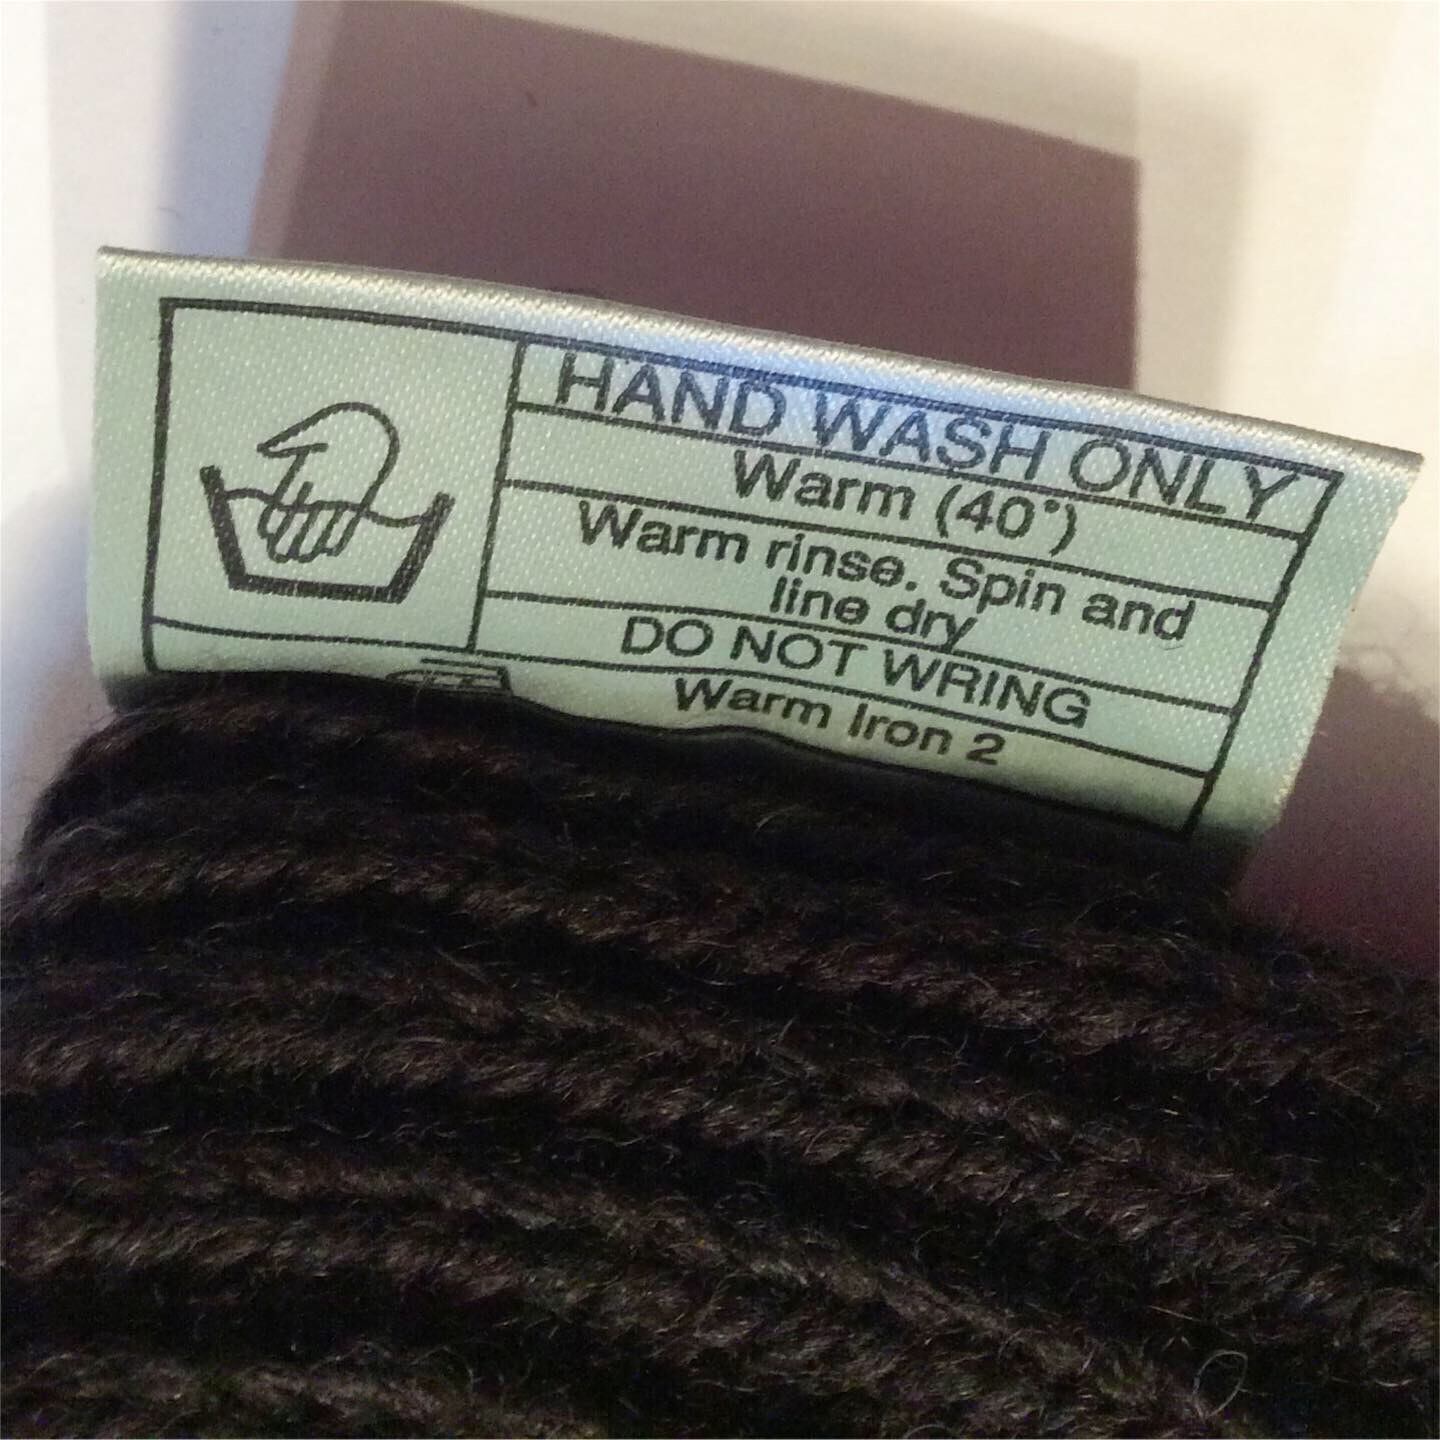 HAND WASH ONLY
Warm (40°)
Warm rinse. Spin and
line dry
DO NOT WRING
Warm Iron 2